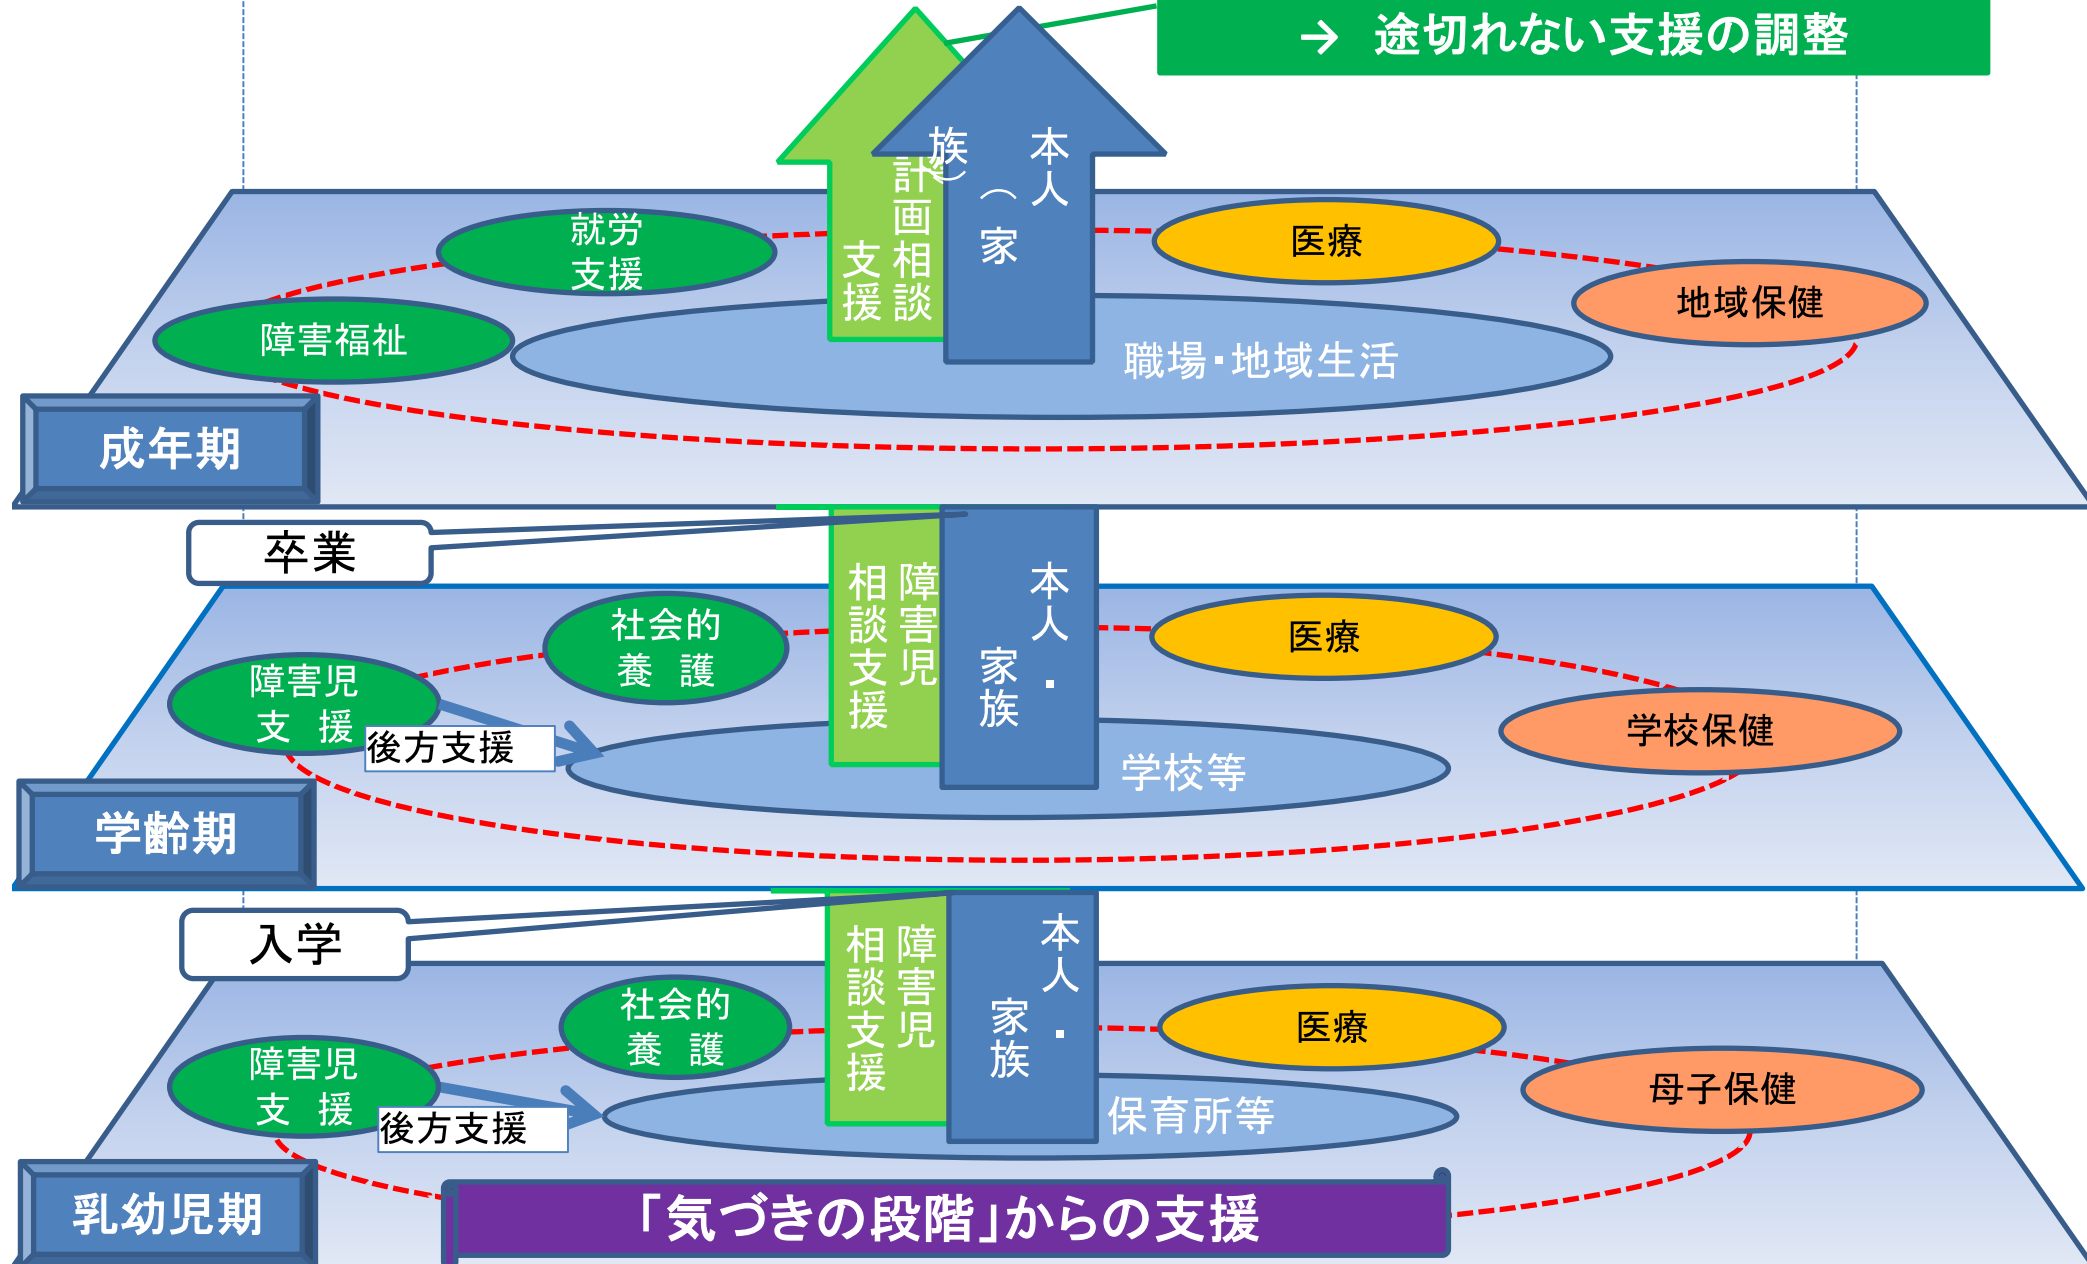 → 途切れない支援の調整
本人
（家
族）
計画相談
支援
就労
支援
医療
地域保健
障害福祉
職場・地域生活
成年期
卒業
本人・
家族
障害児
相談支援
社会的
養 護
医療
障害児
支 援
後方支援
学校保健
学校等
学齢期
入学
本人・
家族
障害児
相談支援
社会的
養 護
医療
障害児
支 援
後方支援
母子保健
保育所等
乳幼児期
「気づきの段階」からの支援